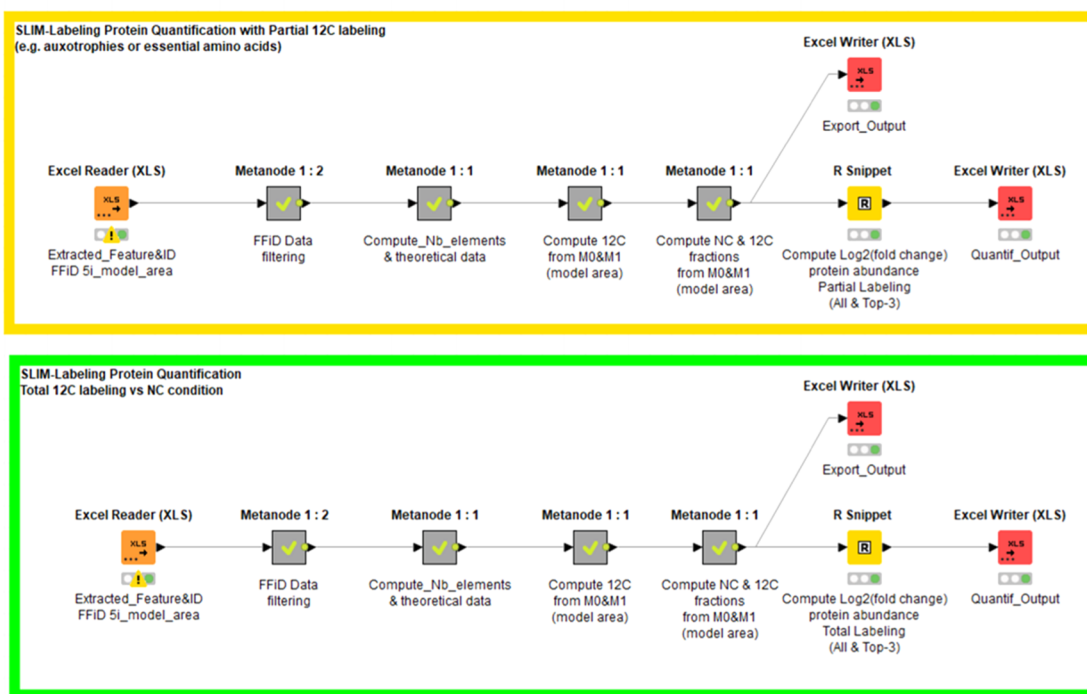 SLIM-Labeling Protein Quantification with Partial 12C labeling
(e.g. auxotrophies or essential amino acids)
Excel Writer (XLS)
XLS
Export_Output
Excel Reader (XLS)
Metanode 1 : 2
Metanode 1 : 1
Metanode 1 : 1
Metanode 1 : 1
R Snippet
Excel Writer (XLS)
XLS
R
XLS
Extracted_Feature&ID
FFiD 5i_model_area
FFiD Data
filtering
Compute_Nb_elements
& theoretical data
Compute 12C
from M0&M1
(model area)
Compute NC & 12C
fractions
from M0&M1
(model area)
Compute Log2(fold change)
protein abundance
Partial Labeling
(All & Top-3)
Quantif_Output
SLIM-Labeling Protein Quantification
Total 12C labeling vs NC condition
Excel Writer (XLS)
XLS
Export_Output
Excel Reader (XLS)
Metanode 1 : 2
Metanode 1 : 1
Metanode 1 : 1
Metanode 1 : 1
R Snippet
Excel Writer (XLS)
XLS
R
XLS
Extracted_Feature&ID
FFiD 5i_model_area
FFiD Data
filtering
Compute_Nb_elements
& theoretical data
Compute 12C
from M0&M1
(model area)
Compute NC & 12C
fractions
from M0&M1
(model area)
Compute Log2(fold change)
protein abundance
Total Labeling
(All & Top-3)
Quantif_Output